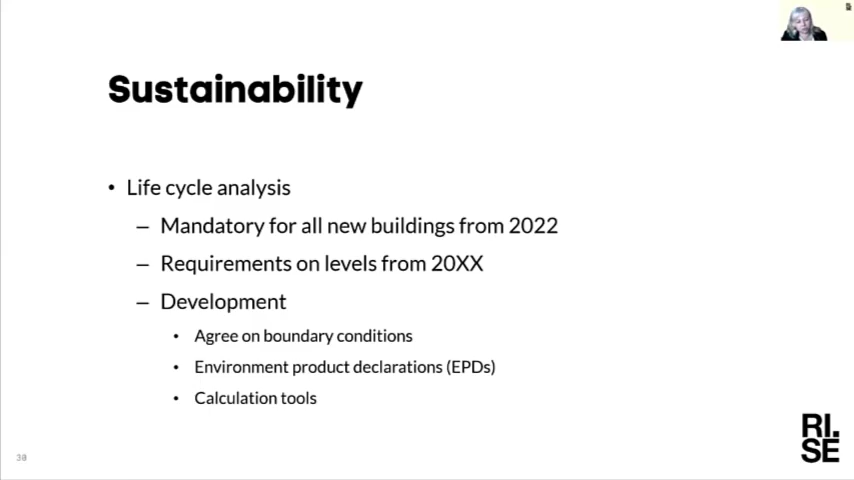 Sustainability
• Life cycle analysis
– Mandatory for all new buildings from 2022
– Requirements on levels from 20XX
– Development
• Agree on boundary conditions
• Environment product declarations (EPDs)
• Calculation tools
30
RI.
SE